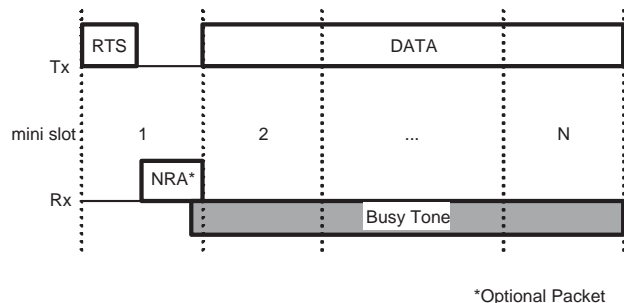 RTS
DATA
Tx
mini slot
1
2
...
N
NRA*
Rx
Busy Tone
*Optional Packet